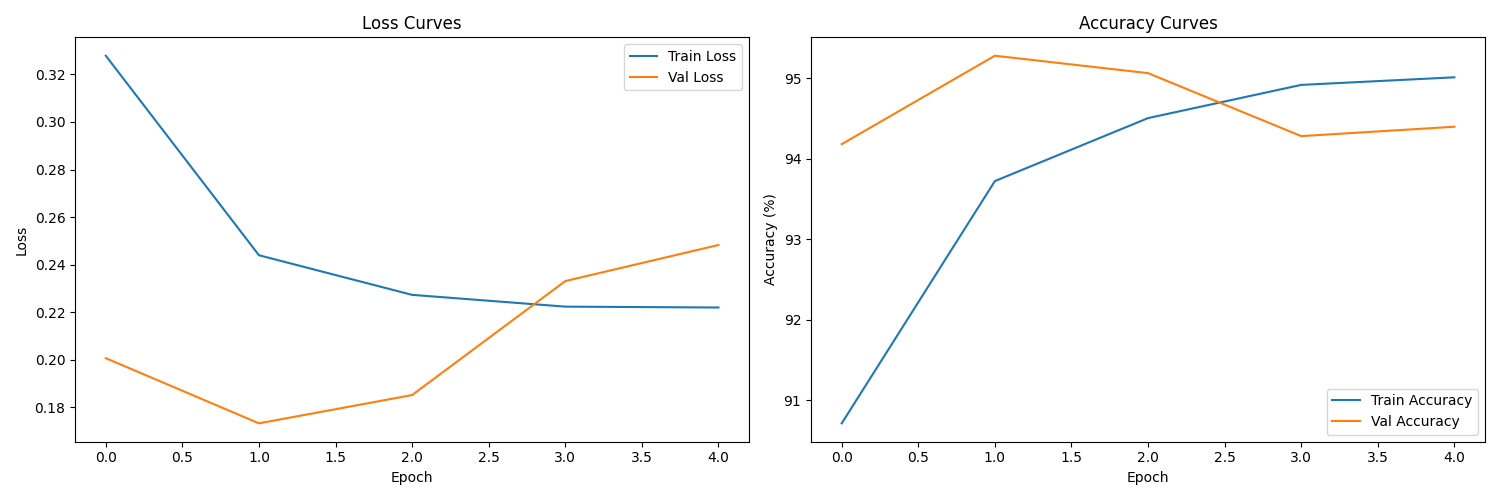 Loss Curves
Train Loss
Val Loss
0.32
0.30
0.28
0.26
0.24
0.22
0.20
0.18
Loss
0.0 0.5 1.0 1.5 2.0 2.5 3.0 3.5 4.0
Epoch
Accuracy Curves
95
94
93
92
91
Accuracy (%)
Train Accuracy
Val Accuracy
0.0 0.5 1.0 1.5 2.0 2.5 3.0 3.5 4.0
Epoch